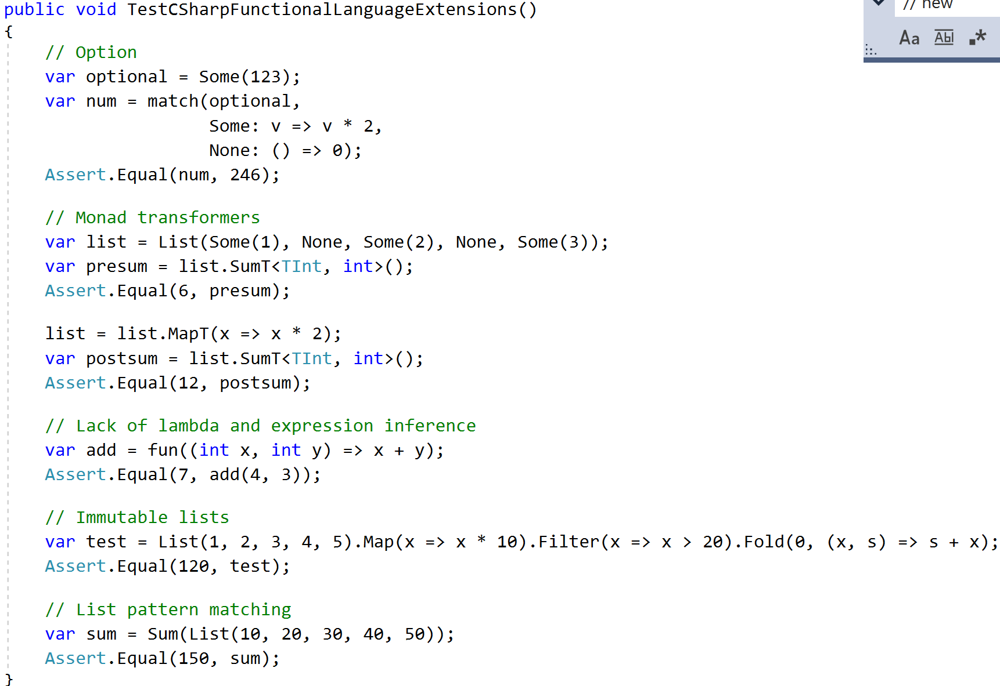 public void TestCSharpFunctionalLanguageExtensions()
{
    // Option
    var optional = Some(123);
    var num = match(optional,
                    Some: v => v * 2,
                    None: () => 0);
    Assert.Equal(num, 246);

    // Monad transformers
    var list = List(Some(1), None, Some(2), None, Some(3));
    var presum = list.SumT<TInt, int>();
    Assert.Equal(6, presum);

    list = list.MapT(x => x * 2);
    var postsum = list.SumT<TInt, int>();
    Assert.Equal(12, postsum);

    // Lack of lambda and expression inference
    var add = fun((int x, int y) => x + y);
    Assert.Equal(7, add(4, 3));

    // Immutable lists
    var test = List(1, 2, 3, 4, 5).Map(x => x * 10).Filter(x => x > 20).Fold(0, (x, s) => s + x);
    Assert.Equal(120, test);

    // List pattern matching
    var sum = Sum(List(10, 20, 30, 40, 50));
    Assert.Equal(150, sum);
}
// new
Aa Abl .*